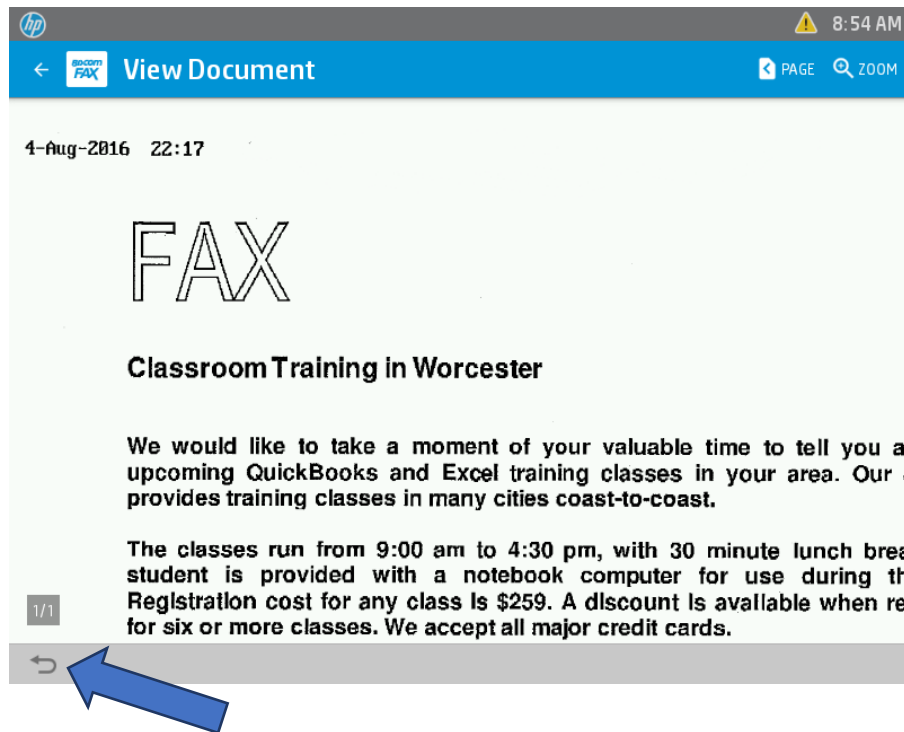 hp
8:54 AM
FAX
View Document
PAGE
ZOOM
4-Aug-2016 22:17
FAX
Classroom Training in Worcester
We would like to take a moment of your valuable time to tell you a
upcoming QuickBooks and Excel training classes in your area. Our
provides training classes in many cities coast-to-coast.
The classes run from 9:00 am to 4:30 pm, with 30 minute lunch brea
student is provided with a notebook computer for use during th
Registration cost for any class is $259. A discount is available when re
for six or more classes. We accept all major credit cards.
1/1